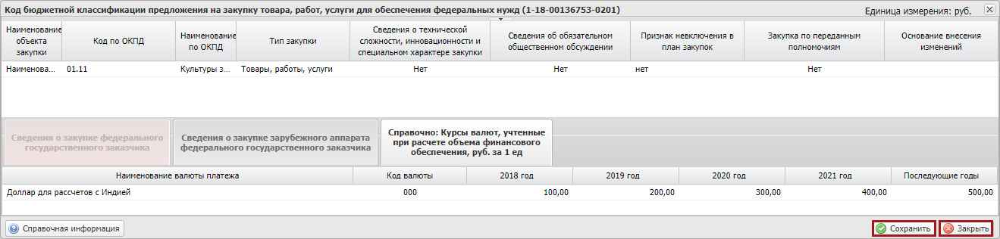 Код бюджетной классификации предложения на закупку товара, работ, услуги для обеспечения федеральных нужд (1-18-00136753-0201)
Единица измерения: руб.
Наименование
объекта
закупки
Код по ОКПД
Наименование
по ОКПД
Тип закупки
Сведения о технической
сложности, инновационности и
специальном характере закупки
Сведения об обязательном
общественном обсуждении
Признак невключения в
план закупок
Закупка по переданным
полномочиям
Основание внесения
изменений
Наименова... 01.11 Культуры з... Товары, работы, услуги Нет Нет нет Нет
Сведения о закупке федерального
государственного заказчика
Сведения о закупке зарубежного аппарата
федерального государственного заказчика
Справочно: Курсы валют, учтенные
при расчете объема финансового
обеспечения, руб. за 1 ед
Наименование валюты платежа Код валюты 2018 год 2019 год 2020 год 2021 год Последующие годы
Доллар для рассчетов с Индией 000 100,00 200,00 300,00 400,00 500,00
Справочная информация Сохранить Закрыть